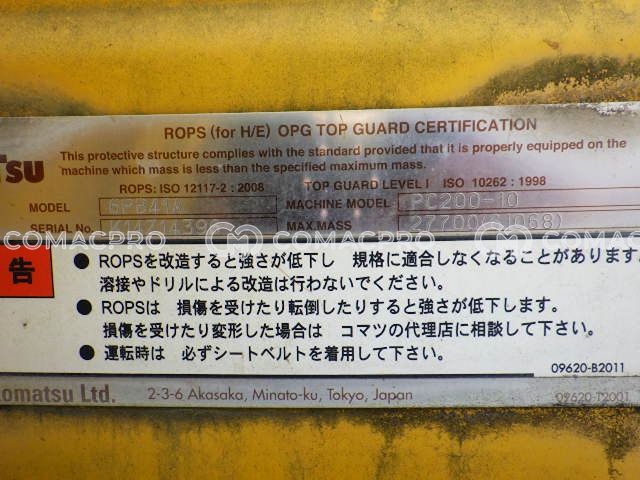 ROPS (for H/E) OPG TOP GUARD CERTIFICATION
This protective structure complies with the standard provided that it is properly equipped on the
machine which mass is less than the specified maximum mass.
TSU
ROPS: ISO 12117-2 : 2008 TOP GUARD LEVEL I ISO 10262 : 1998
MODEL MACHINE MODEL PC200-10
SERIAL No. MAX.MASS
COMACPRO COMACPRO COMACPRO
告
● ROPSを改造すると強さが低下し 規格に適合しなくなることがあります。
溶接やドリルによる改造は行わないでください。
● ROPSは 損傷を受けたり転倒したりすると強さが低下します。
損傷を受けたり変形した場合は コマツの代理店に相談して下さい。
● 運転時は 必ずシートベルトを着用して下さい。
09620-B2011
Komatsu Ltd. 2-3-6 Akasaka, Minato-ku, Tokyo, Japan
09620-T2001